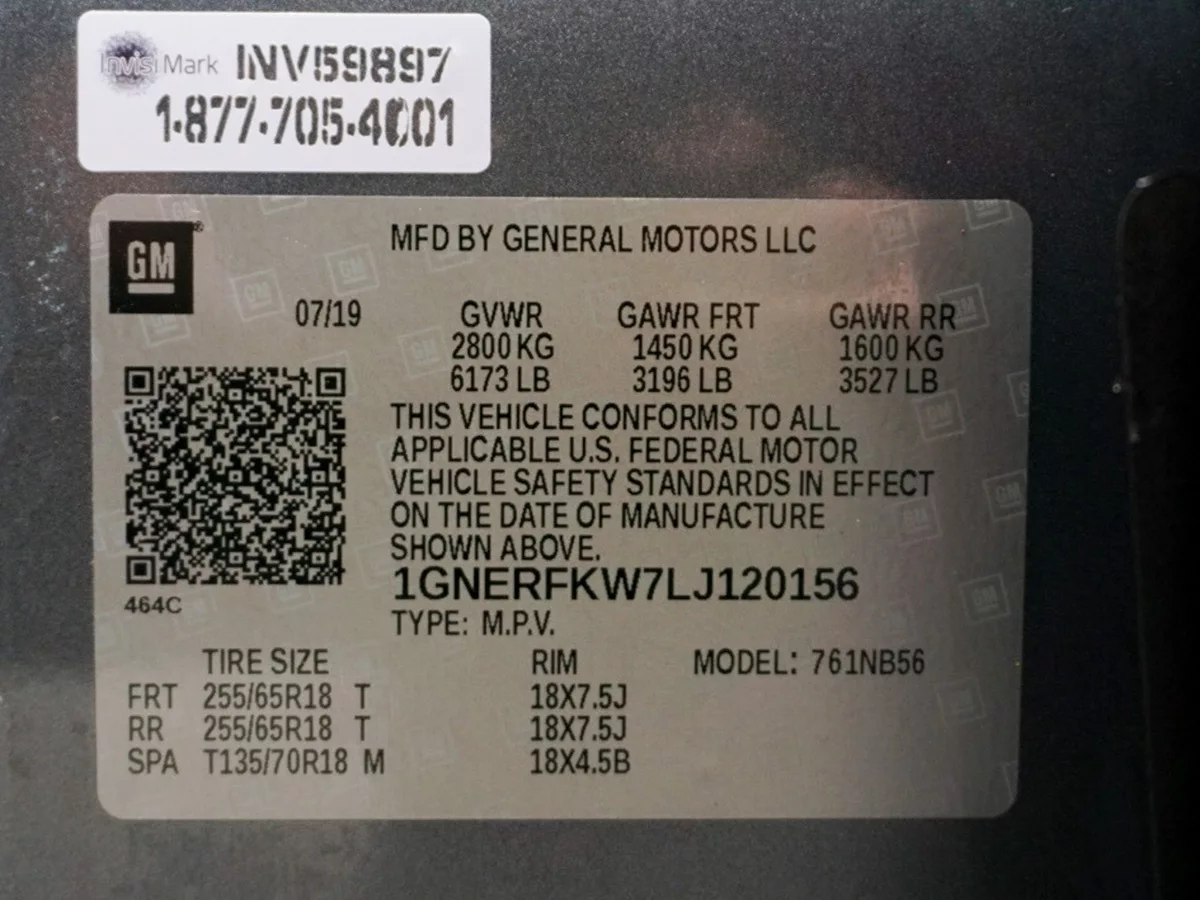 InvisiMark INV59897
1-877-705-4001
GM
MFD BY GENERAL MOTORS LLC
07/19 GVWR GAWR FRT GAWR RR
2800 KG 1450 KG 1600 KG
6173 LB 3196 LB 3527 LB
THIS VEHICLE CONFORMS TO ALL
APPLICABLE U.S. FEDERAL MOTOR
VEHICLE SAFETY STANDARDS IN EFFECT
ON THE DATE OF MANUFACTURE
SHOWN ABOVE.
1GNERFKW7LJ120156
464C
TYPE: M.P.V.
TIRE SIZE RIM MODEL: 761NB56
FRT 255/65R18 T 18X7.5J
RR 255/65R18 T 18X7.5J
SPA T135/70R18 M 18X4.5B